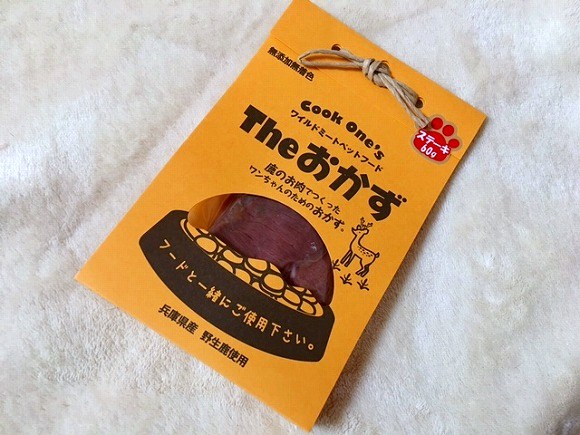 無添加無着色
Cook One's
ワイルドミートペットフード
Theおかず
ステーキ
60g
鹿のお肉でつくった
ワンちゃんのためのおかず。
フードと一緒にご使用下さい。
兵庫県産 野生鹿使用